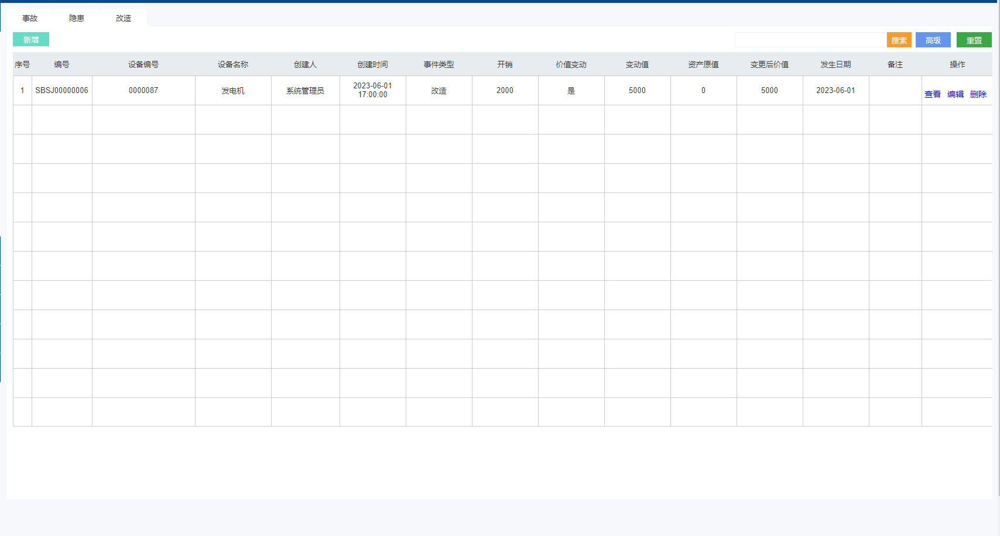 事故 隐患 改造
新增 搜索 高级 重置
序号 编号 设备编号 设备名称 创建人 创建时间 事件类型 开销 价值变动 变动值 资产原值 变更后价值 发生日期 备注 操作
1 SBSJ00000006 0000087 发电机 系统管理员 2023-06-01 17:00:00 改造 2000 是 5000 0 5000 2023-06-01 查看 编辑 删除